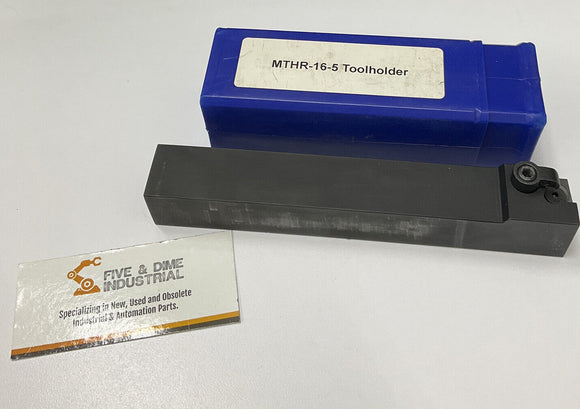 MTHR-16-5 Toolholder
FIVE & DIME
INDUSTRIAL
Specializing in New, Used and Obsolete
Industrial & Automation Parts.